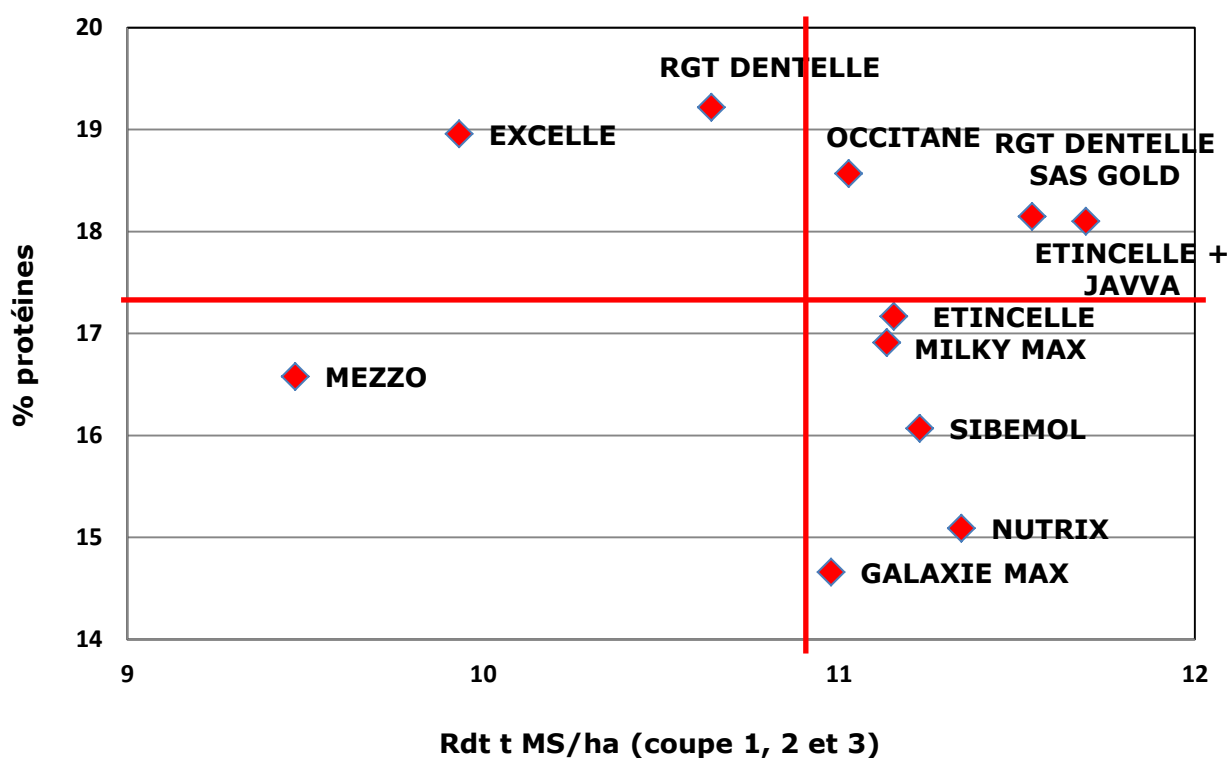 20
19
18
17
16
15
14
% protéines
RGT DENTELLE
EXCELLE
OCCITANE
RGT DENTELLE
SAS GOLD
ETINCELLE +
JAVVA
ETINCELLE
MILKY MAX
MEZZO
SIBEMOL
NUTRIX
GALAXIE MAX
9 10 11 12
Rdt t MS/ha (coupe 1, 2 et 3)